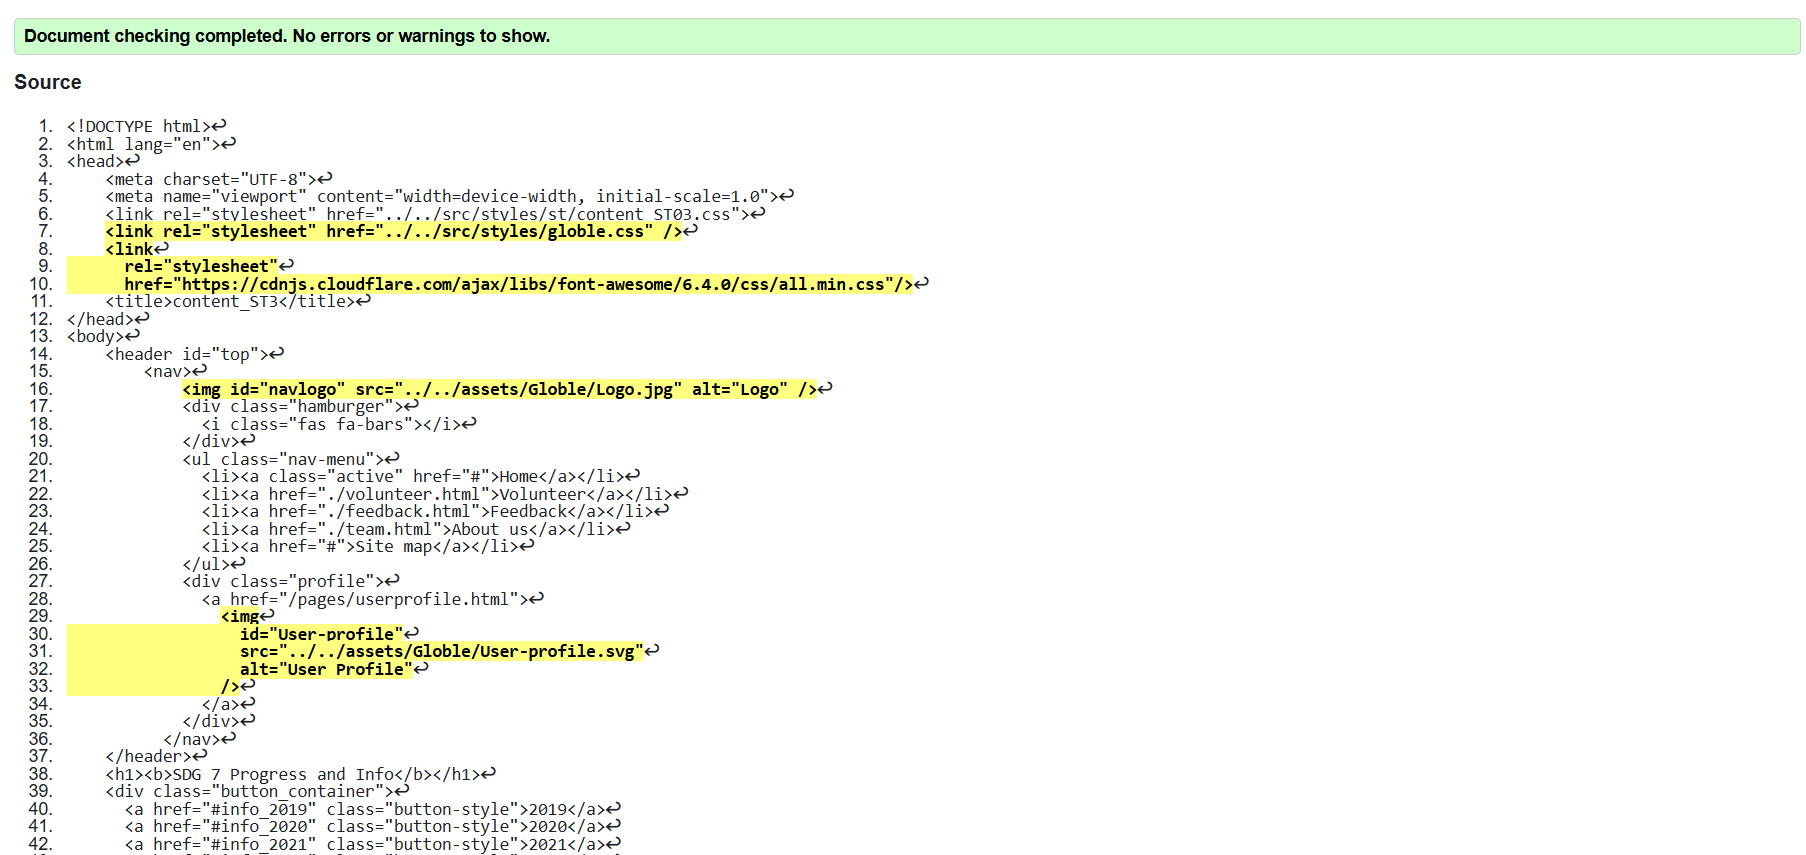 Document checking completed. No errors or warnings to show.
Source
1. <!DOCTYPE html>↩
2. <html lang="en">↩
3. <head>↩
4.     <meta charset="UTF-8">↩
5.     <meta name="viewport" content="width=device-width, initial-scale=1.0">↩
6.     <link rel="stylesheet" href="../../src/styles/st/content_ST03.css">↩
7.     <link rel="stylesheet" href="../../src/styles/globle.css" />↩
8.     <link↩
9.       rel="stylesheet"↩
10.       href="https://cdnjs.cloudflare.com/ajax/libs/font-awesome/6.4.0/css/all.min.css"/>↩
11.     <title>content_ST3</title>↩
12. </head>↩
13. <body>↩
14.     <header id="top">↩
15.         <nav>↩
16.             <img id="navlogo" src="../../assets/Globle/Logo.jpg" alt="Logo" />↩
17.             <div class="hamburger">↩
18.               <i class="fas fa-bars"></i>↩
19.             </div>↩
20.             <ul class="nav-menu">↩
21.               <li><a class="active" href="#">Home</a></li>↩
22.               <li><a href="./volunteer.html">Volunteer</a></li>↩
23.               <li><a href="./feedback.html">Feedback</a></li>↩
24.               <li><a href="./team.html">About us</a></li>↩
25.               <li><a href="#">Site map</a></li>↩
26.             </ul>↩
27.             <div class="profile">↩
28.               <a href="/pages/userprofile.html">↩
29.                 <img↩
30.                   id="User-profile"↩
31.                   src="../../assets/Globle/User-profile.svg"↩
32.                   alt="User Profile"↩
33.                 />↩
34.               </a>↩
35.             </div>↩
36.           </nav>↩
37.     </header>↩
38.     <h1><b>SDG 7 Progress and Info</b></h1>↩
39.     <div class="button_container">↩
40.       <a href="#info_2019" class="button-style">2019</a>↩
41.       <a href="#info_2020" class="button-style">2020</a>↩
42.       <a href="#info_2021" class="button-style">2021</a>↩